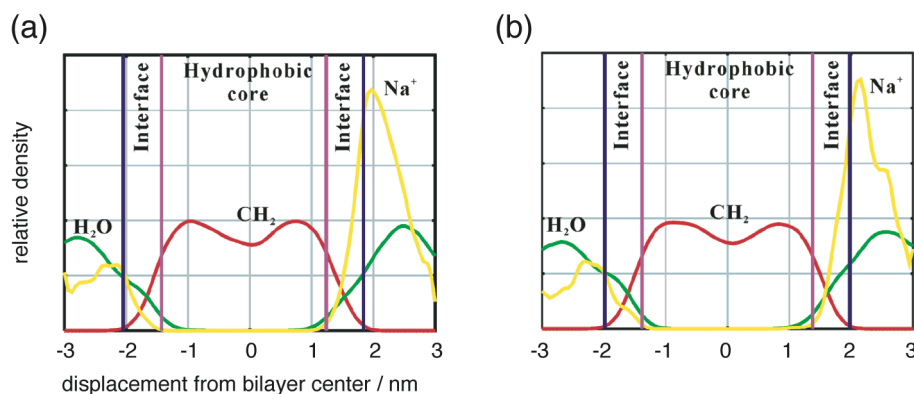 (a)
(b)
Interface
Hydrophobic
core
Interface
Na⁺
H₂O
CH₂
-3 -2 -1 0 1 2 3
relative density
displacement from bilayer center / nm
Interface
Hydrophobic
core
Interface
Na⁺
H₂O
CH₂
-3 -2 -1 0 1 2 3